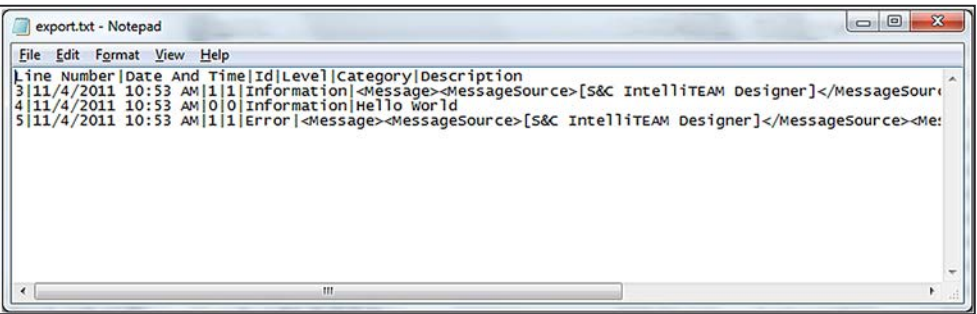 export.txt - Notepad
File Edit Format View Help
Line Number|Date And Time|Id|Level|Category|Description
3|11/4/2011 10:53 AM|1|1|Information|<Message><MessageSource>[S&C IntelliTEAM Designer]</MessageSour
4|11/4/2011 10:53 AM|0|0|Information|Hello World
5|11/4/2011 10:53 AM|1|1|Error|<Message><MessageSource>[S&C IntelliTEAM Designer]</MessageSource><Mes